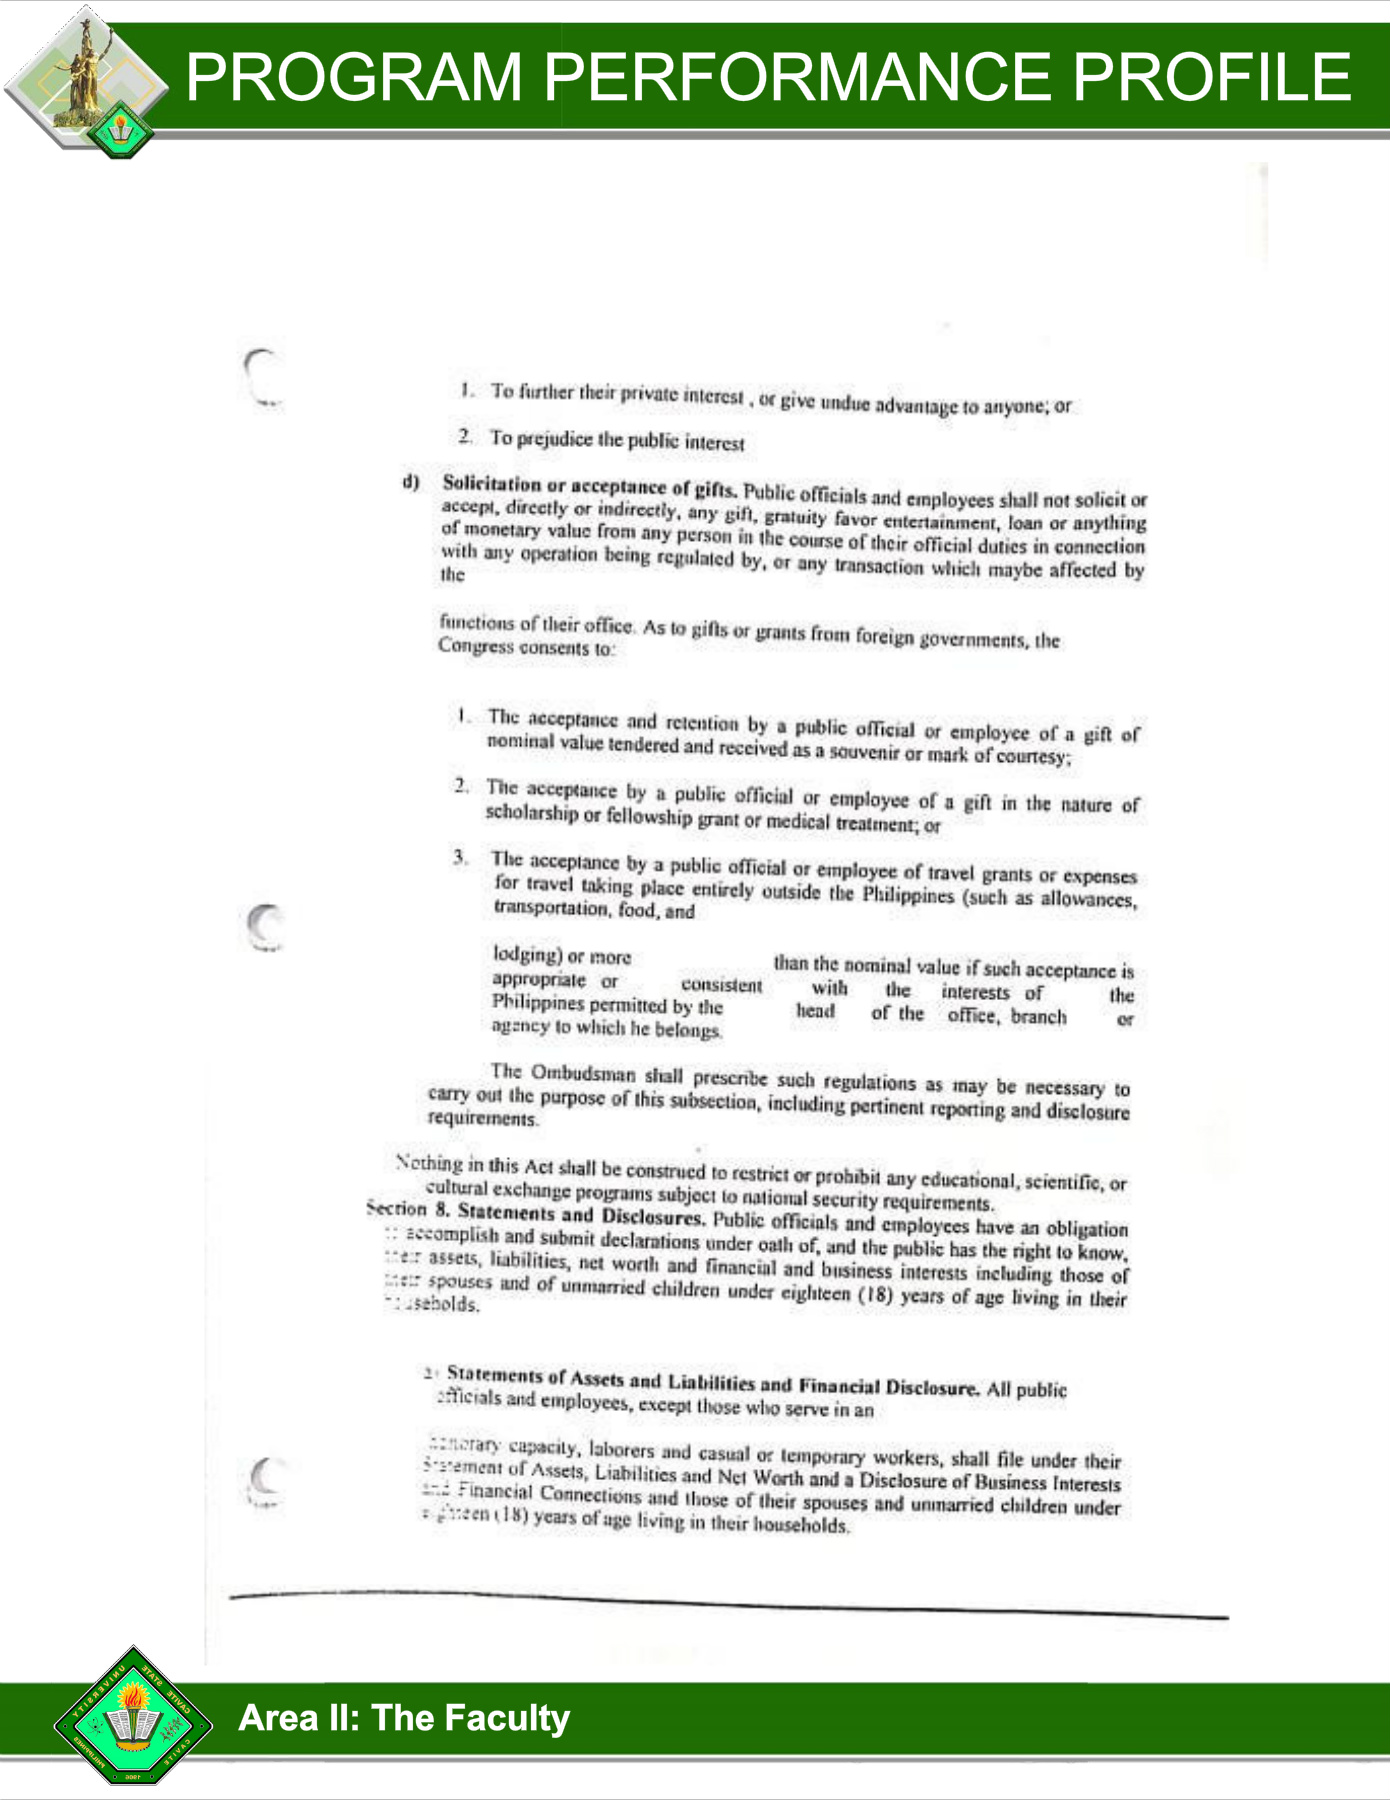 PROGRAM PERFORMANCE PROFILE
1. To further their private interest , or give undue advantage to anyone; or
2. To prejudice the public interest
d) Solicitation or acceptance of gifts. Public officials and employees shall not solicit or
accept, directly or indirectly, any gift, gratuity favor entertainment, loan or anything
of monetary value from any person in the course of their official duties in connection
with any operation being regulated by, or any transaction which maybe affected by
the
functions of their office. As to gifts or grants from foreign governments, the
Congress consents to:
1. The acceptance and retention by a public official or employee of a gift of
nominal value tendered and received as a souvenir or mark of courtesy;
2. The acceptance by a public official or employee of a gift in the nature of
scholarship or fellowship grant or medical treatment; or
3. The acceptance by a public official or employee of travel grants or expenses
for travel taking place entirely outside the Philippines (such as allowances,
transportation, food, and
lodging) or more than the nominal value if such acceptance is
appropriate or consistent with the interests of the
Philippines permitted by the head of the office, branch or
agency to which he belongs.
The Ombudsman shall prescribe such regulations as may be necessary to
carry out the purpose of this subsection, including pertinent reporting and disclosure
requirements.
Nothing in this Act shall be construed to restrict or prohibit any educational, scientific, or
cultural exchange programs subject to national security requirements.
Section 8. Statements and Disclosures. Public officials and employees have an obligation
accomplish and submit declarations under oath of, and the public has the right to know,
assets, liabilities, net worth and financial and business interests including those of
spouses and of unmarried children under eighteen (18) years of age living in their
households.
Statements of Assets and Liabilities and Financial Disclosure. All public
officials and employees, except those who serve in an
capacity, laborers and casual or temporary workers, shall file under their
Statement of Assets, Liabilities and Net Worth and a Disclosure of Business Interests
Financial Connections and those of their spouses and unmarried children under
eighteen (18) years of age living in their households.
CAVITE STATE UNIVERSITY
CAVITE
PHILIPPINES
1906
Area II: The Faculty